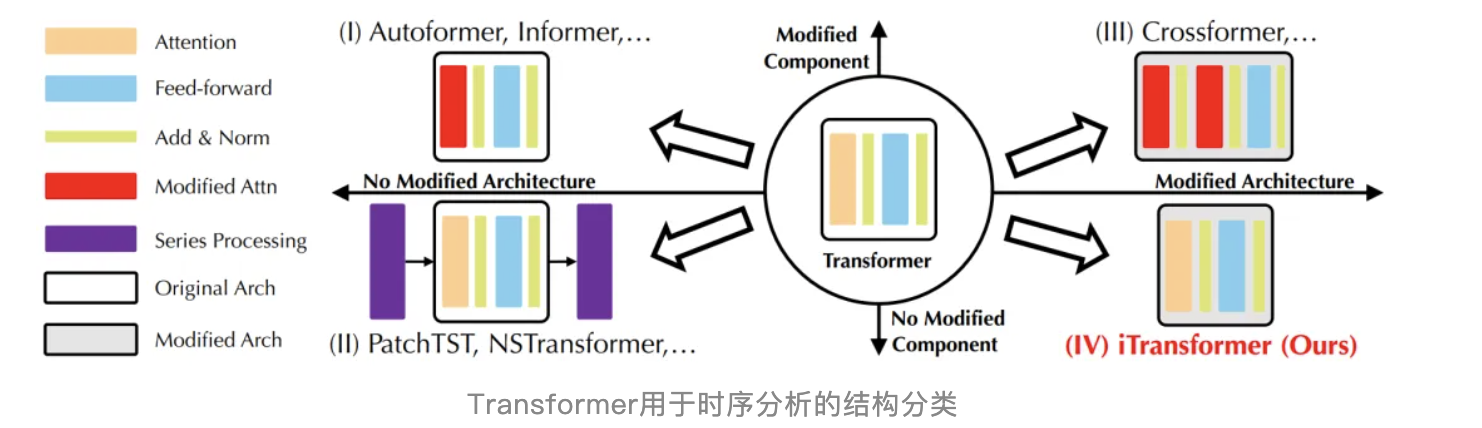 Attention
Feed-forward
Add & Norm
Modified Attn
Series Processing
Original Arch
Modified Arch
(I) Autoformer, Informer,...
No Modified Architecture
(II) PatchTST, NSTransformer,...
Modified
Component
Transformer
No Modified
Component
(III) Crossformer,...
Modified Architecture
(IV) iTransformer (Ours)
Transformer用于时序分析的结构分类